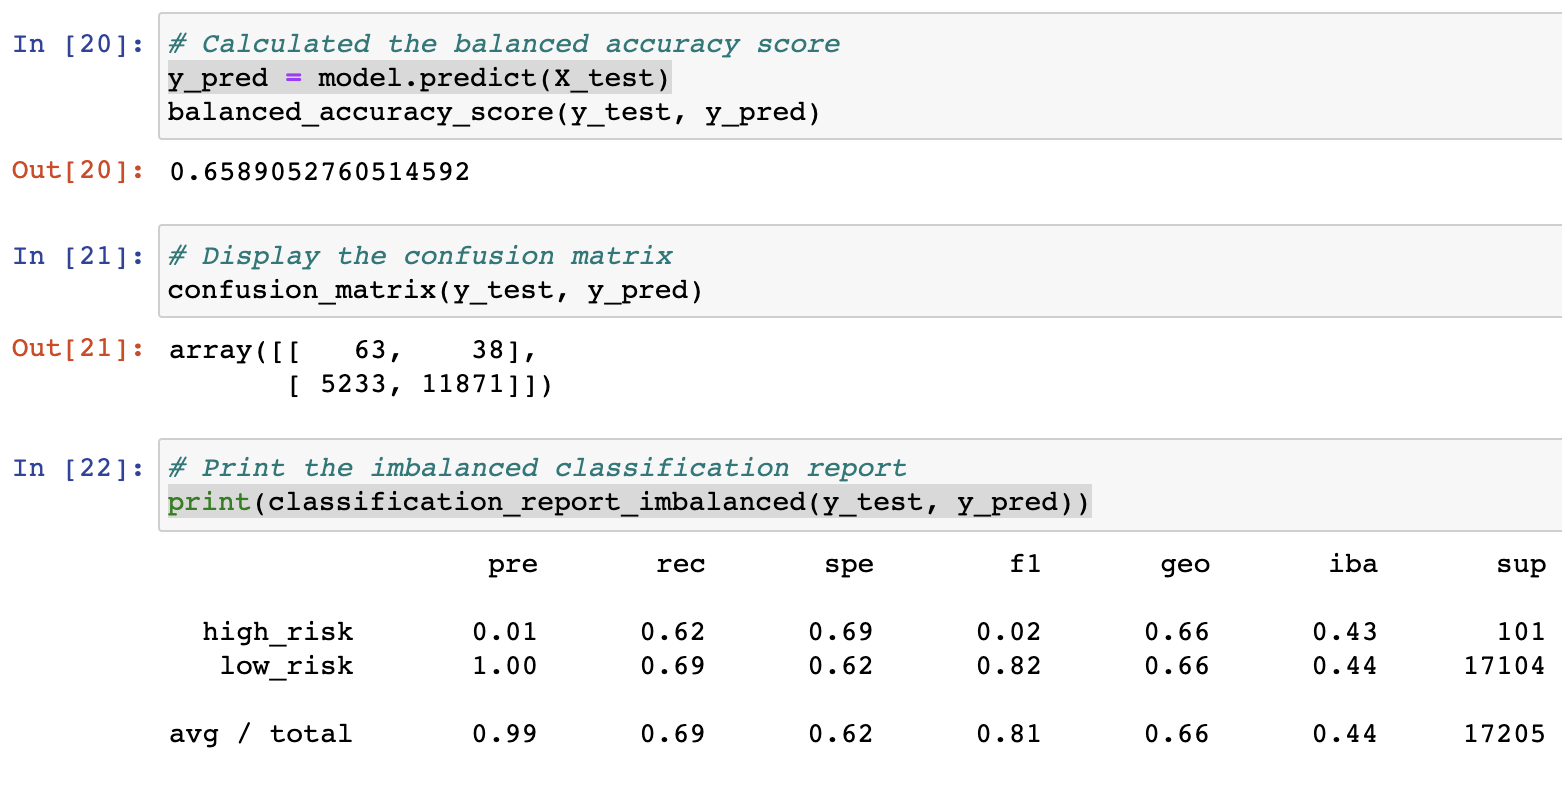 In [20]: # Calculated the balanced accuracy score
y_pred = model.predict(X_test)
balanced_accuracy_score(y_test, y_pred)
Out[20]: 0.6589052760514592
In [21]: # Display the confusion matrix
confusion_matrix(y_test, y_pred)
Out[21]: array([[   63,    38],
       [ 5233, 11871]])
In [22]: # Print the imbalanced classification report
print(classification_report_imbalanced(y_test, y_pred))
pre rec spe f1 geo iba sup
high_risk 0.01 0.62 0.69 0.02 0.66 0.43 101
low_risk 1.00 0.69 0.62 0.82 0.66 0.44 17104
avg / total 0.99 0.69 0.62 0.81 0.66 0.44 17205